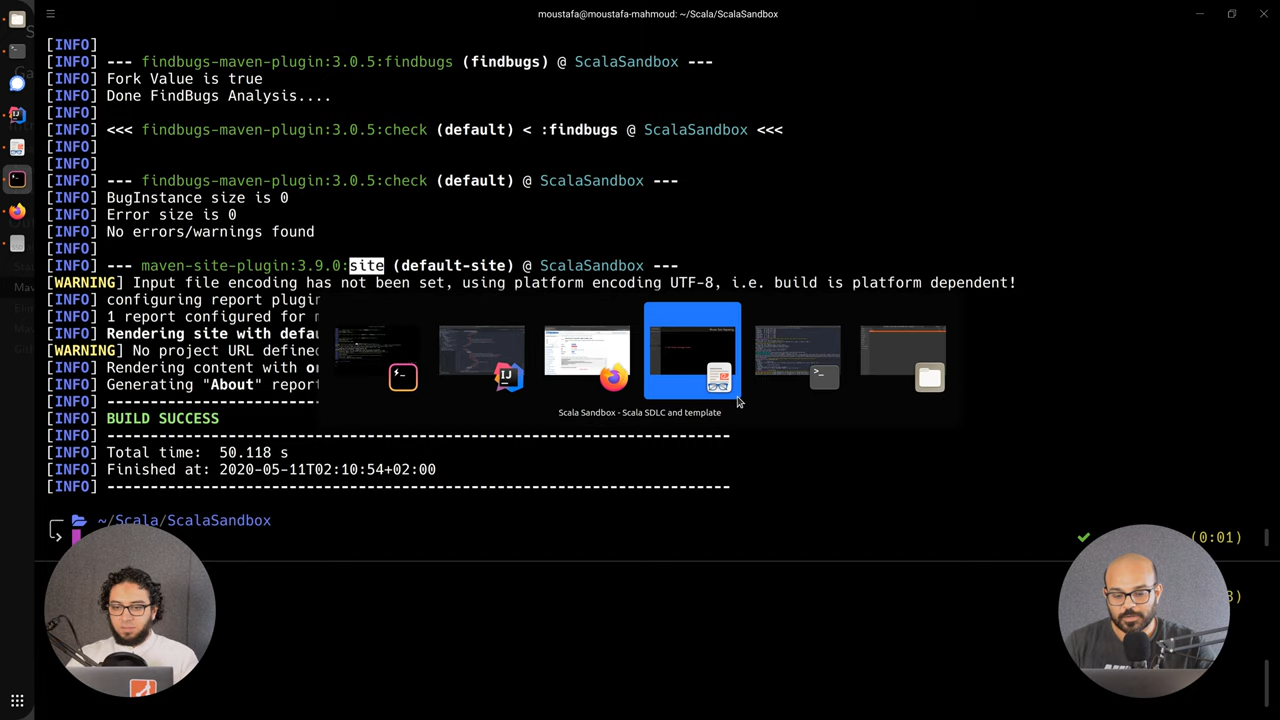 moustafa@moustafa-mahmoud: ~/Scala/ScalaSandbox
[INFO]
[INFO] --- findbugs-maven-plugin:3.0.5:findbugs (findbugs) @ ScalaSandbox ---
[INFO] Fork Value is true
[INFO] Done FindBugs Analysis....
[INFO]
[INFO] <<< findbugs-maven-plugin:3.0.5:check (default) < :findbugs @ ScalaSandbox <<<
[INFO]
[INFO]
[INFO] --- findbugs-maven-plugin:3.0.5:check (default) @ ScalaSandbox ---
[INFO] BugInstance size is 0
[INFO] Error size is 0
[INFO] No errors/warnings found
[INFO]
[INFO] --- maven-site-plugin:3.9.0:site (default-site) @ ScalaSandbox ---
[WARNING] Input file encoding has not been set, using platform encoding UTF-8, i.e. build is platform dependent!
[INFO] configuring report plugin
[INFO] 1 report configured for m
[INFO] Rendering site with defau
[WARNING] No project URL defined
[INFO] Rendering content with or
[INFO] Generating "About" report
[INFO] ------------------------------------------------------------------------
[INFO] BUILD SUCCESS
[INFO] ------------------------------------------------------------------------
[INFO] Total time: 50.118 s
[INFO] Finished at: 2020-05-11T02:10:54+02:00
[INFO] ------------------------------------------------------------------------
Scala Sandbox - Scala SDLC and template
~/Scala/ScalaSandbox
(0:01)